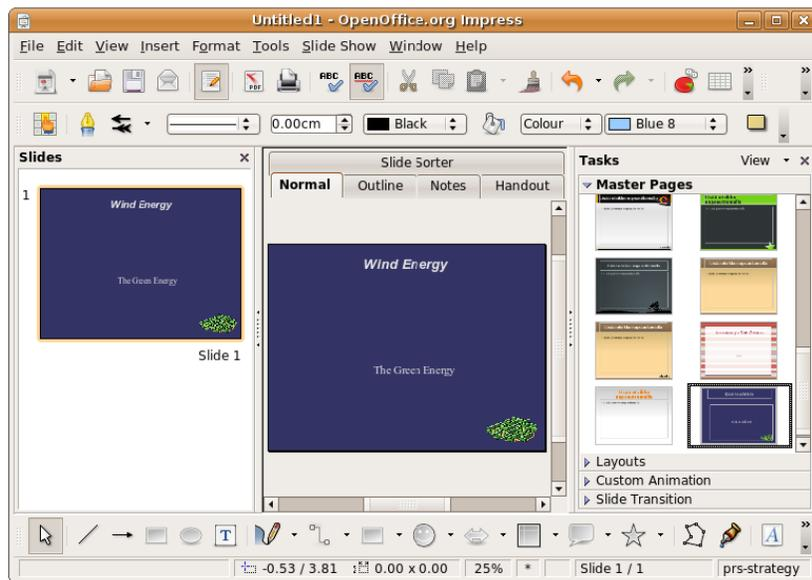 Untitled1 - OpenOffice.org Impress
File Edit View Insert Format Tools Slide Show Window Help
PDF ABC ABC
0.00cm Black Colour Blue 8
Slides
1
Wind Energy
The Green Energy
Slide 1
Slide Sorter
Normal Outline Notes Handout
Wind Energy
The Green Energy
Tasks View
Master Pages
Layouts
Custom Animation
Slide Transition
T A
-0.53 / 3.81 0.00 x 0.00 25% * Slide 1 / 1 prs-strategy